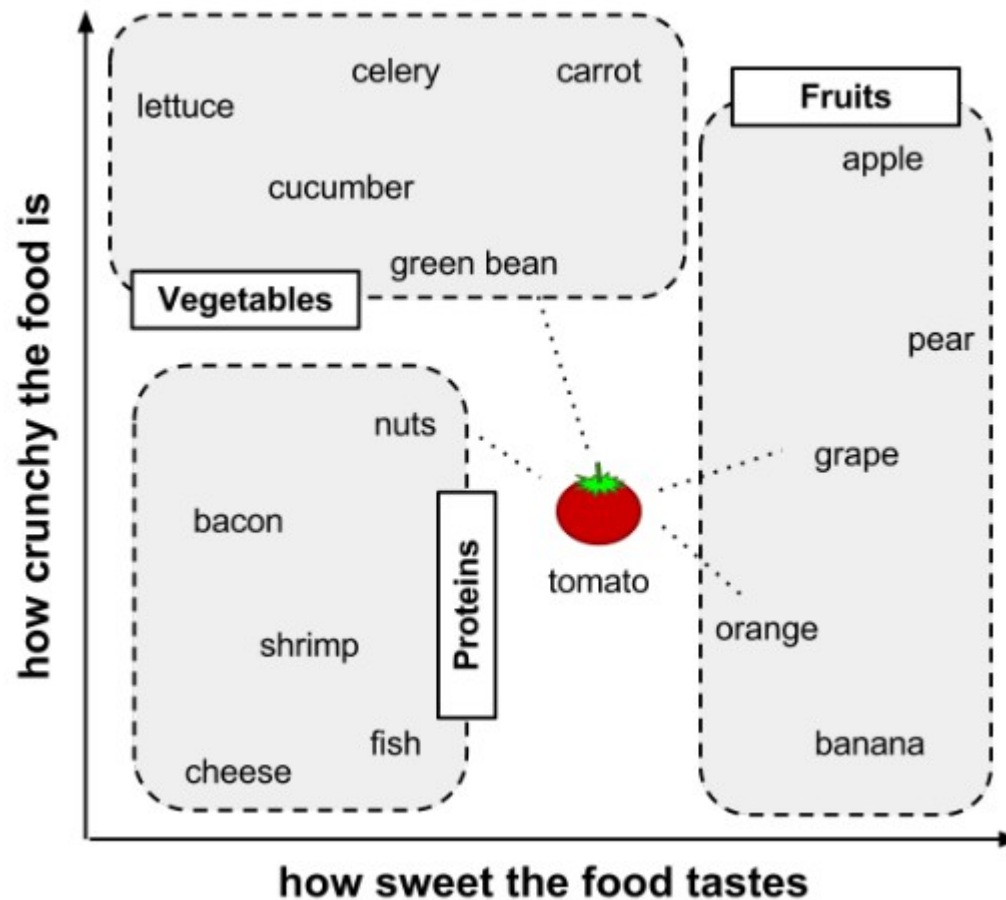 celery
carrot
lettuce
Fruits
apple
cucumber
green bean
Vegetables
pear
nuts
grape
bacon
tomato
Proteins
orange
shrimp
fish
banana
cheese
how crunchy the food is
how sweet the food tastes